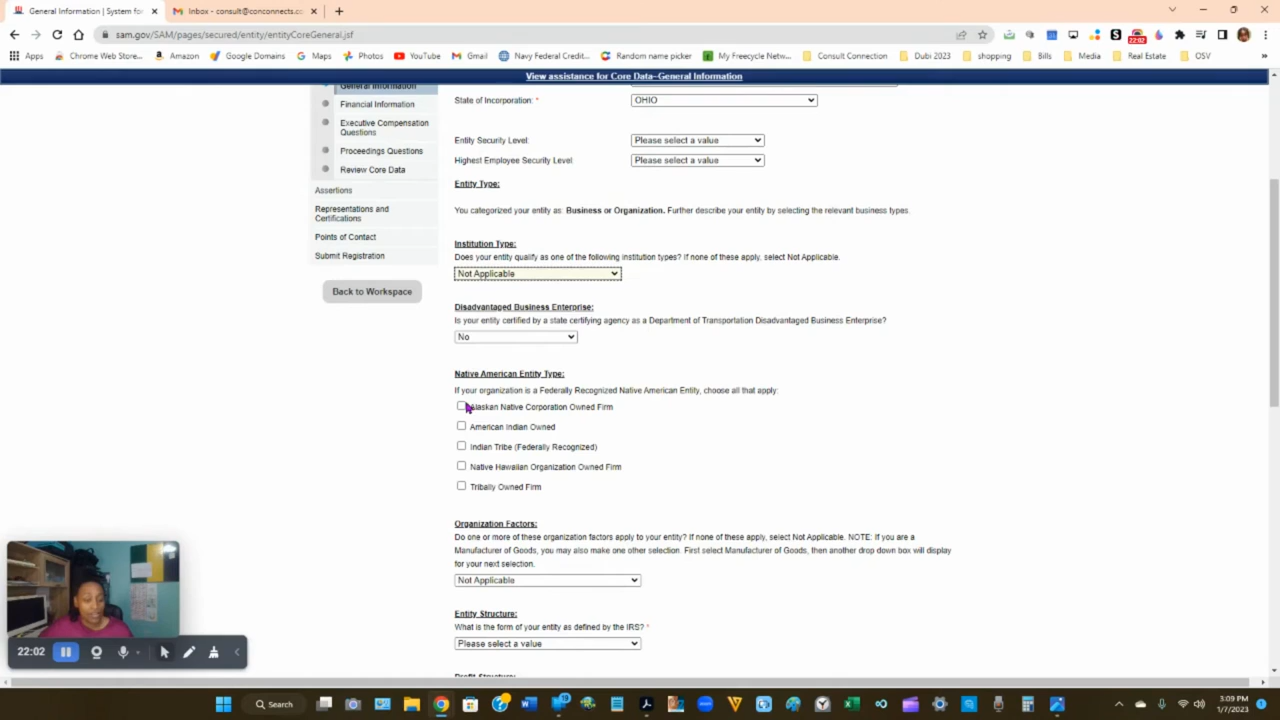 General Information | System for
Inbox - consult@conconnects.co
sam.gov/SAM/pages/secured/entity/entityCoreGeneral.jsf
22:02
Apps
Chrome Web Store...
Amazon
Google Domains
Maps
Photos
YouTube
Gmail
Navy Federal Credit...
Random name picker
My Freecycle Netw...
Consult Connection
Dubi 2023
shopping
Bills
Media
Real Estate
OSV
View assistance for Core Data-General Information
General Information
Financial Information
Executive Compensation
Questions
Proceedings Questions
Review Core Data
Assertions
Representations and
Certifications
Points of Contact
Submit Registration
Back to Workspace
State of Incorporation: * OHIO
Entity Security Level: Please select a value
Highest Employee Security Level: Please select a value
Entity Type:
You categorized your entity as: Business or Organization. Further describe your entity by selecting the relevant business types.
Institution Type:
Does your entity qualify as one of the following institution types? If none of these apply, select Not Applicable.
Not Applicable
Disadvantaged Business Enterprise:
Is your entity certified by a state certifying agency as a Department of Transportation Disadvantaged Business Enterprise?
No
Native American Entity Type:
If your organization is a Federally Recognized Native American Entity, choose all that apply:
Alaskan Native Corporation Owned Firm
American Indian Owned
Indian Tribe (Federally Recognized)
Native Hawaiian Organization Owned Firm
Tribally Owned Firm
Organization Factors:
Do one or more of these organization factors apply to your entity? If none of these apply, select Not Applicable. NOTE: If you are a
Manufacturer of Goods, you may also make one other selection. First select Manufacturer of Goods, then another drop down box will display
for your next selection.
Not Applicable
Entity Structure:
What is the form of your entity as defined by the IRS? *
Please select a value
Profit Structure:
22:02
Search
19
3:09 PM
1/7/2023